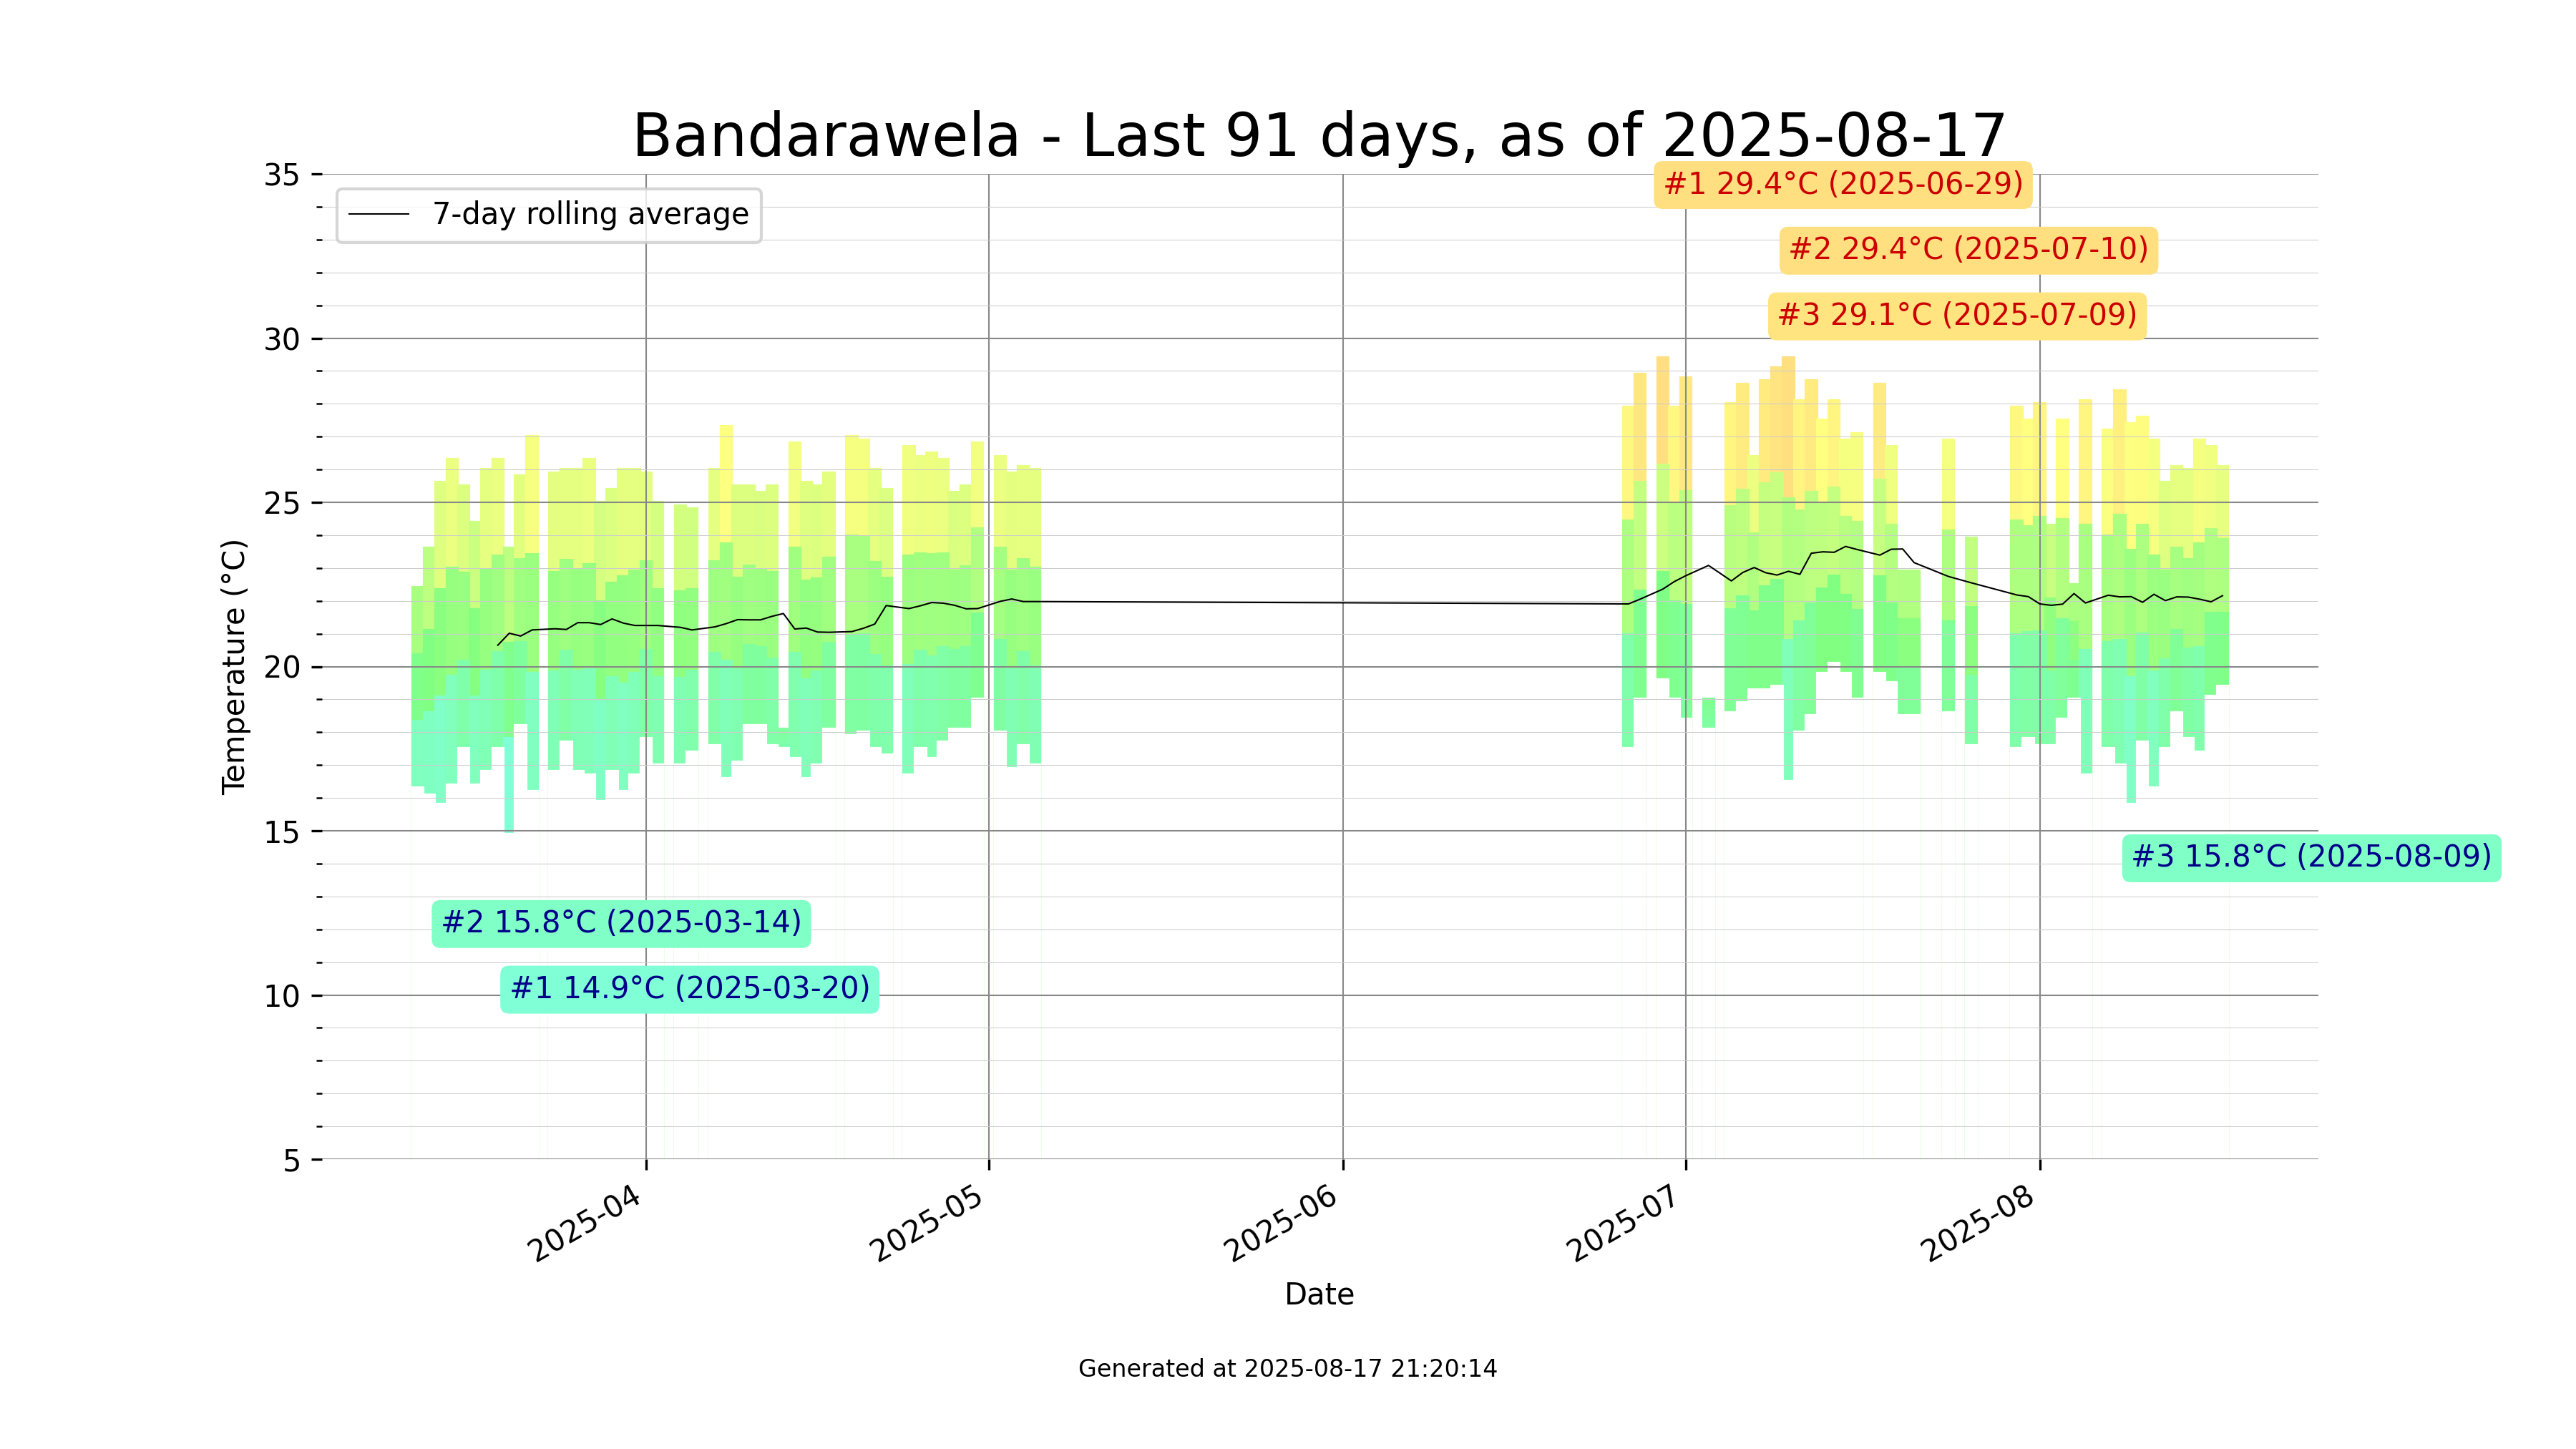 Bandarawela - Last 91 days, as of 2025-08-17
7-day rolling average
#1 29.4°C (2025-06-29)
#2 29.4°C (2025-07-10)
#3 29.1°C (2025-07-09)
35
30
25
20
15
10
5
Temperature (°C)
#3 15.8°C (2025-08-09)
#2 15.8°C (2025-03-14)
#1 14.9°C (2025-03-20)
2025-04
2025-05
2025-06
2025-07
2025-08
Date
Generated at 2025-08-17 21:20:14